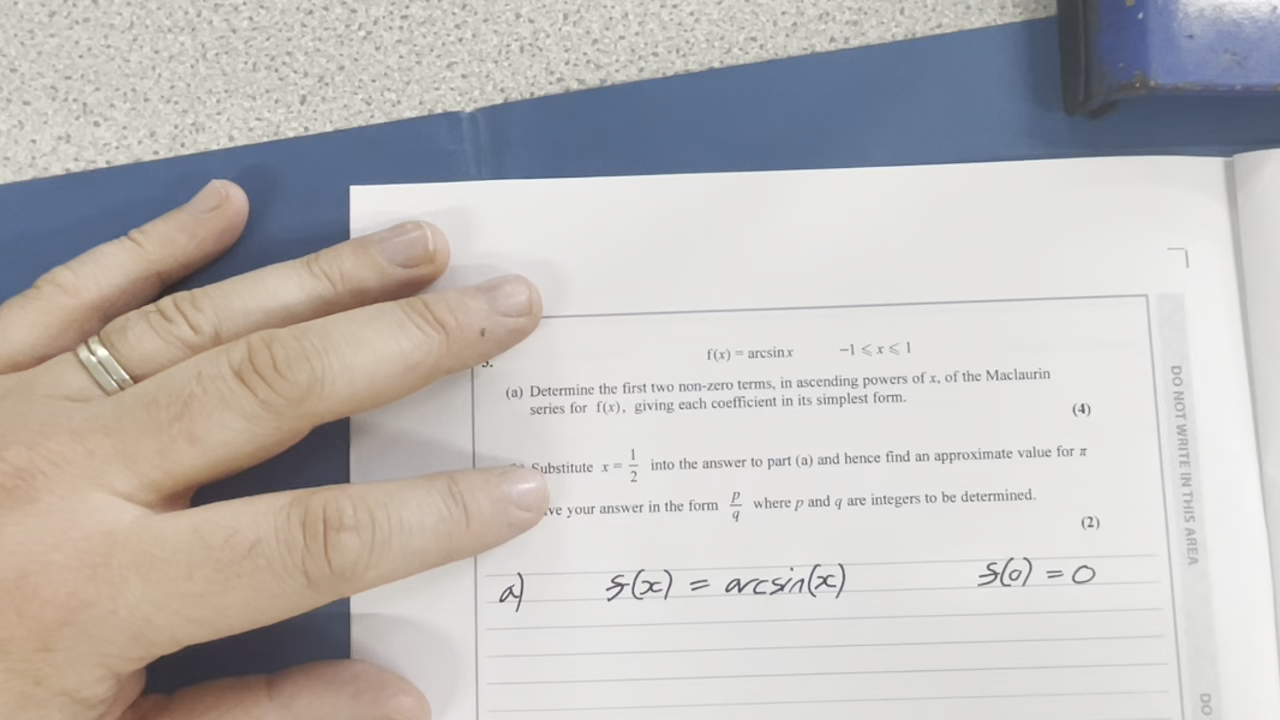 f(x) = arcsin x −1 ⩽ x ⩽ 1
(a) Determine the first two non-zero terms, in ascending powers of x, of the Maclaurin
series for f(x), giving each coefficient in its simplest form.
(4)
Substitute x = 1/2 into the answer to part (a) and hence find an approximate value for π
your answer in the form p/q where p and q are integers to be determined.
(2)
a) f(x) = arcsin(x) f(0) = 0
DO NOT WRITE IN THIS AREA
DO